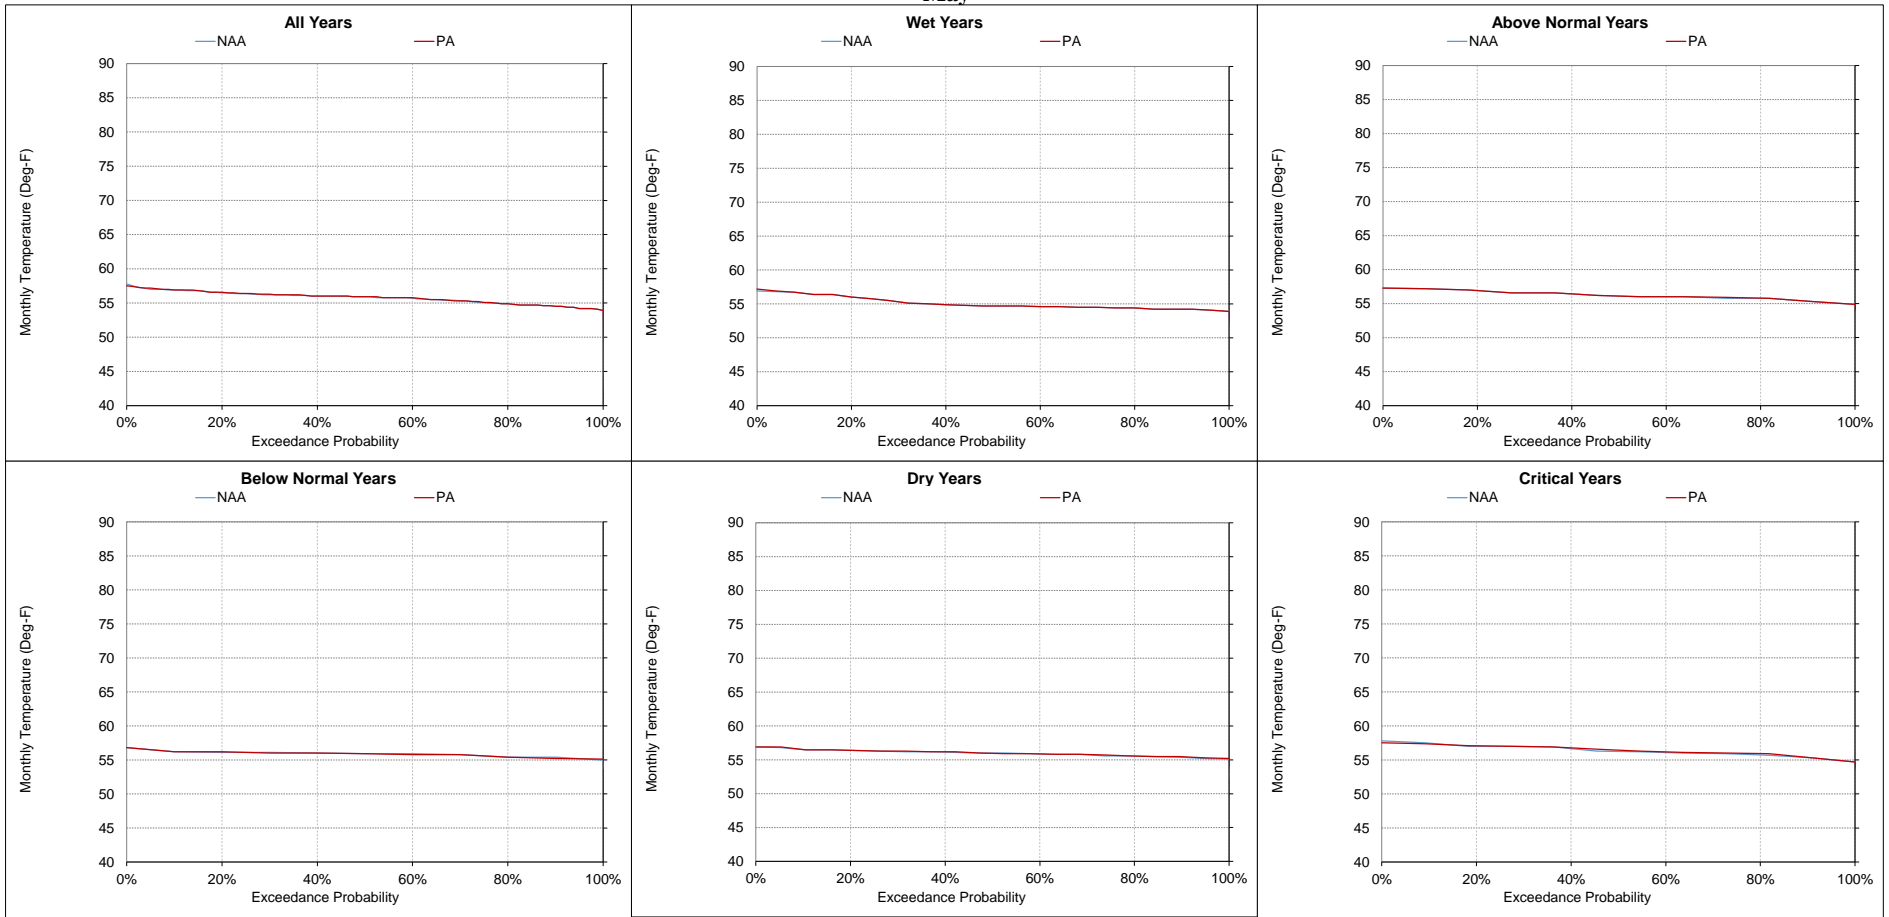 May
All Years
NAA PA
90
85
80
75
70
65
60
55
50
45
40
Monthly Temperature (Deg-F)
0% 20% 40% 60% 80% 100%
Exceedance Probability
Wet Years
NAA PA
90
85
80
75
70
65
60
55
50
45
40
Monthly Temperature (Deg-F)
0% 20% 40% 60% 80% 100%
Exceedance Probability
Above Normal Years
NAA PA
90
85
80
75
70
65
60
55
50
45
40
Monthly Temperature (Deg-F)
0% 20% 40% 60% 80% 100%
Exceedance Probability
Below Normal Years
NAA PA
90
85
80
75
70
65
60
55
50
45
40
Monthly Temperature (Deg-F)
0% 20% 40% 60% 80% 100%
Exceedance Probability
Dry Years
NAA PA
90
85
80
75
70
65
60
55
50
45
40
Monthly Temperature (Deg-F)
0% 20% 40% 60% 80% 100%
Exceedance Probability
Critical Years
NAA PA
90
85
80
75
70
65
60
55
50
45
40
Monthly Temperature (Deg-F)
0% 20% 40% 60% 80% 100%
Exceedance Probability